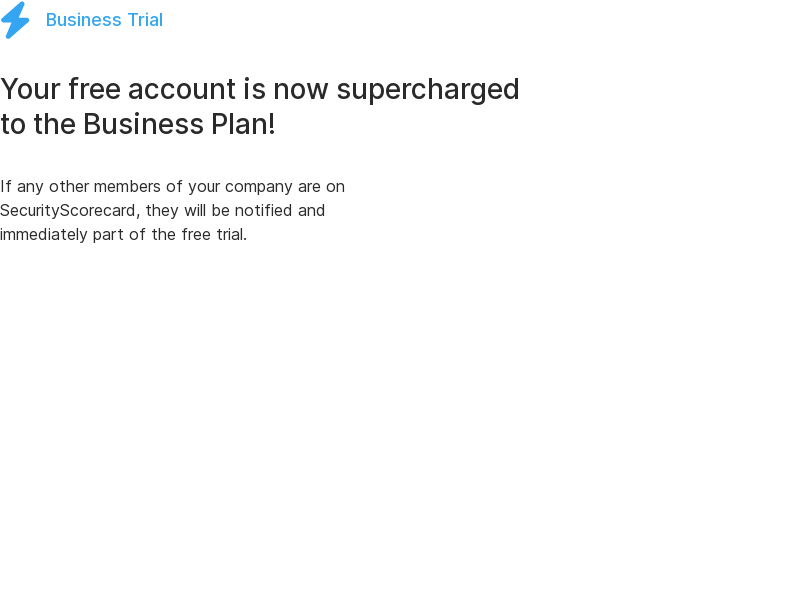 Business Trial
Your free account is now supercharged
to the Business Plan!
If any other members of your company are on
SecurityScorecard, they will be notified and
immediately part of the free trial.